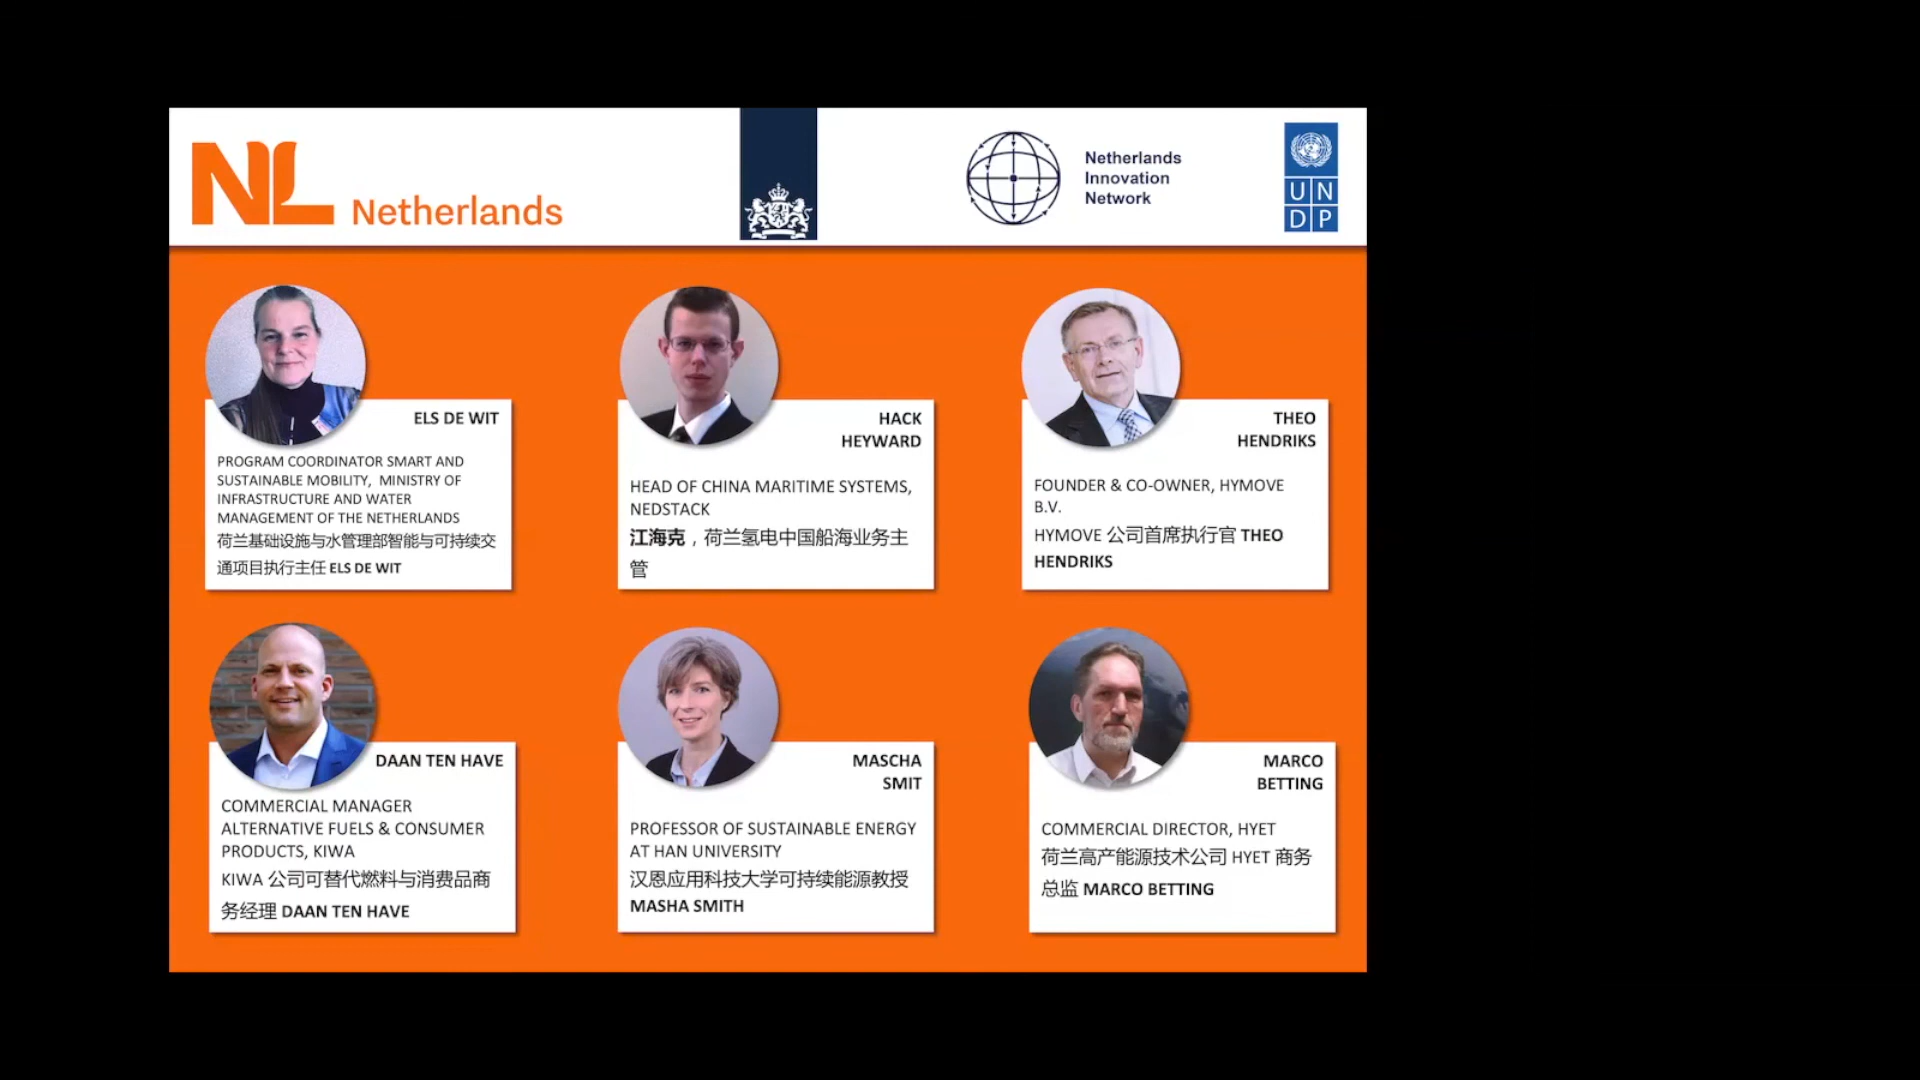 NL Netherlands
Netherlands
Innovation
Network
UN
DP
ELS DE WIT
PROGRAM COORDINATOR SMART AND
SUSTAINABLE MOBILITY, MINISTRY OF
INFRASTRUCTURE AND WATER
MANAGEMENT OF THE NETHERLANDS
荷兰基础设施与水管理部智能与可持续交
通项目执行主任 ELS DE WIT
HACK
HEYWARD
HEAD OF CHINA MARITIME SYSTEMS,
NEDSTACK
江海克，荷兰氢电中国船海业务主
管
THEO
HENDRIKS
FOUNDER & CO-OWNER, HYMOVE
B.V.
HYMOVE 公司首席执行官 THEO
HENDRIKS
DAAN TEN HAVE
COMMERCIAL MANAGER
ALTERNATIVE FUELS & CONSUMER
PRODUCTS, KIWA
KIWA 公司可替代燃料与消费品商
务经理 DAAN TEN HAVE
MASCHA
SMIT
PROFESSOR OF SUSTAINABLE ENERGY
AT HAN UNIVERSITY
汉恩应用科技大学可持续能源教授
MASHA SMITH
MARCO
BETTING
COMMERCIAL DIRECTOR, HYET
荷兰高产能源技术公司 HYET 商务
总监 MARCO BETTING